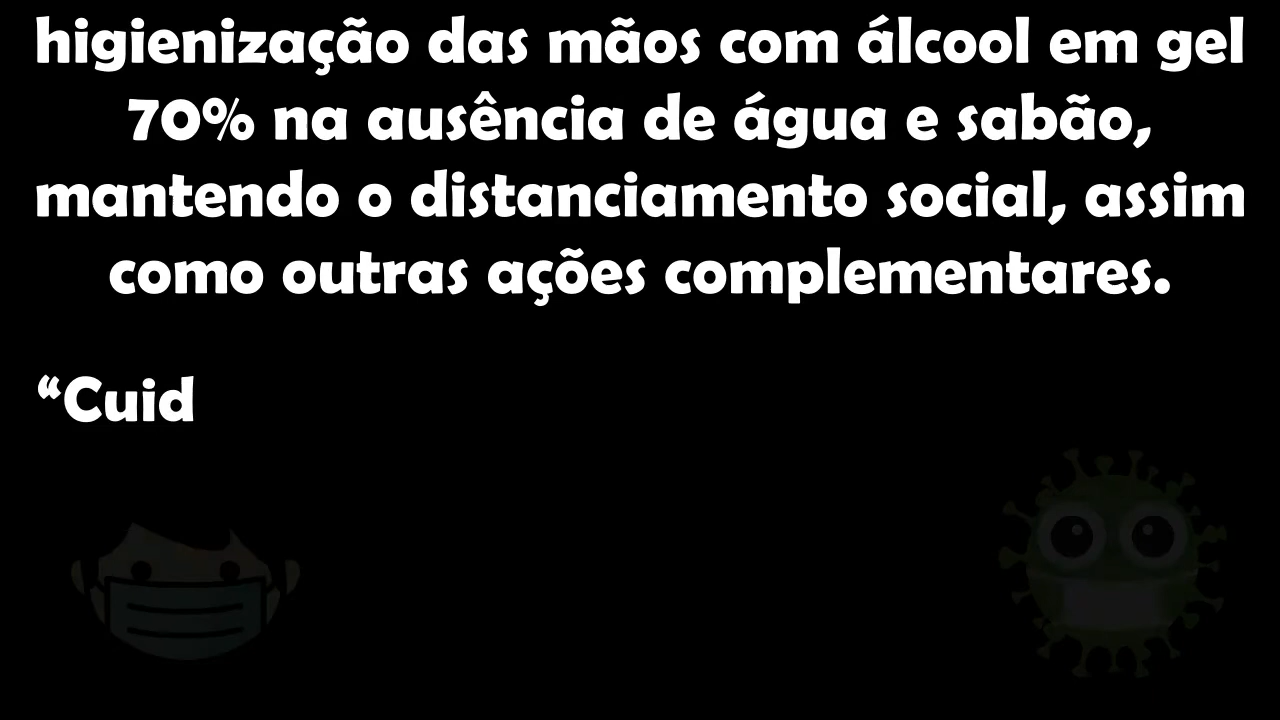 higienização das mãos com álcool em gel
70% na ausência de água e sabão,
mantendo o distanciamento social, assim
como outras ações complementares.
“Cuid